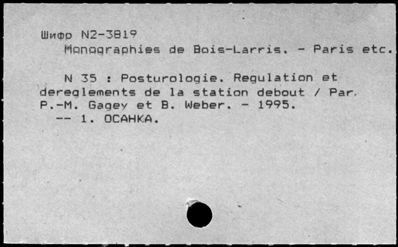 Шифр N2-3819
Monographies de Bois-Larris. - Paris etc.
N 35 : Posturologie. Regulation et
dereglements de la station debout / Par.
P.-M. Gagey et B. Weber. - 1995.
-- 1. ОСАНКА.